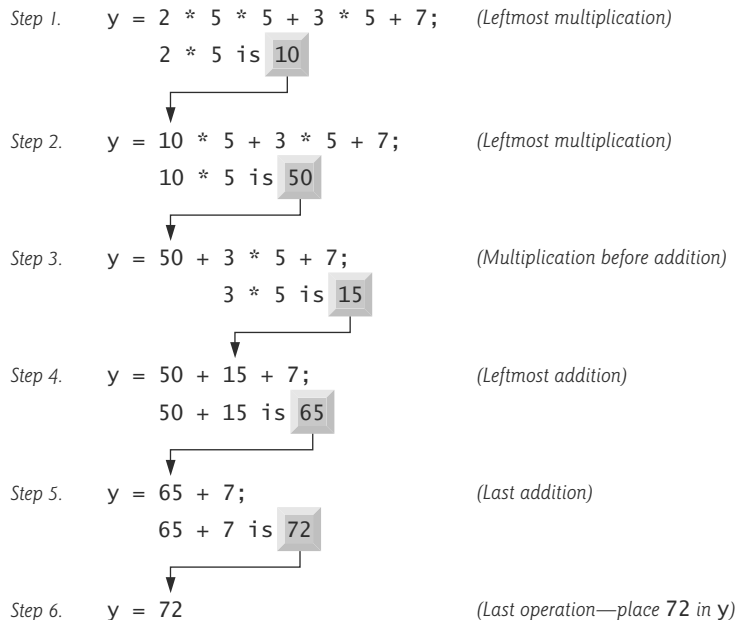 Step 1. y = 2 * 5 * 5 + 3 * 5 + 7; (Leftmost multiplication)
2 * 5 is 10
Step 2. y = 10 * 5 + 3 * 5 + 7; (Leftmost multiplication)
10 * 5 is 50
Step 3. y = 50 + 3 * 5 + 7; (Multiplication before addition)
3 * 5 is 15
Step 4. y = 50 + 15 + 7; (Leftmost addition)
50 + 15 is 65
Step 5. y = 65 + 7; (Last addition)
65 + 7 is 72
Step 6. y = 72 (Last operation—place 72 in y)